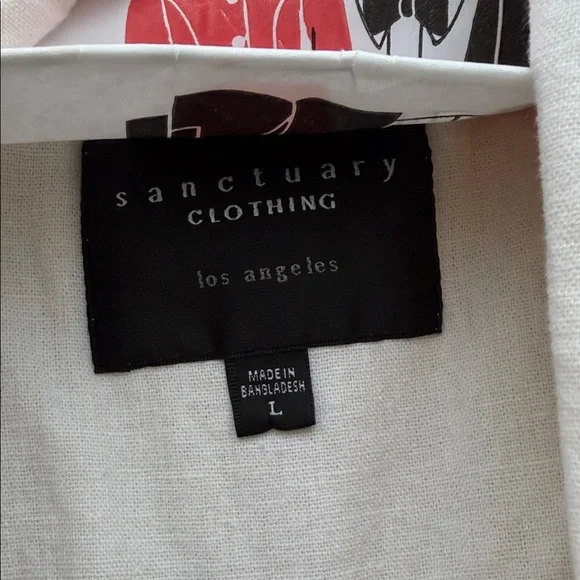 sanctuary
CLOTHING
los angeles
MADE IN
BANGLADESH
L